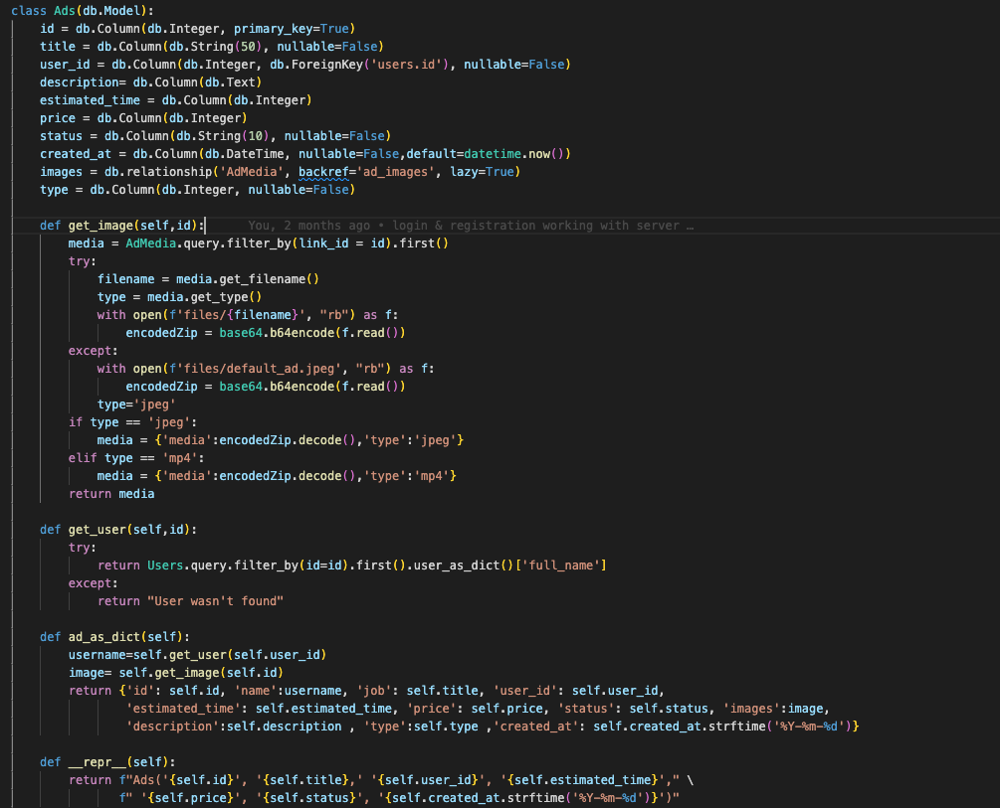 class Ads(db.Model):
    id = db.Column(db.Integer, primary_key=True)
    title = db.Column(db.String(50), nullable=False)
    user_id = db.Column(db.Integer, db.ForeignKey('users.id'), nullable=False)
    description= db.Column(db.Text)
    estimated_time = db.Column(db.Integer)
    price = db.Column(db.Integer)
    status = db.Column(db.String(10), nullable=False)
    created_at = db.Column(db.DateTime, nullable=False,default=datetime.now())
    images = db.relationship('AdMedia', backref='ad_images', lazy=True)
    type = db.Column(db.Integer, nullable=False)

    def get_image(self,id):      You, 2 months ago • login & registration working with server …
        media = AdMedia.query.filter_by(link_id = id).first()
        try:
            filename = media.get_filename()
            type = media.get_type()
            with open(f'files/{filename}', "rb") as f:
                encodedZip = base64.b64encode(f.read())
        except:
            with open(f'files/default_ad.jpeg', "rb") as f:
                encodedZip = base64.b64encode(f.read())
            type='jpeg'
        if type == 'jpeg':
            media = {'media':encodedZip.decode(),'type':'jpeg'}
        elif type == 'mp4':
            media = {'media':encodedZip.decode(),'type':'mp4'}
        return media

    def get_user(self,id):
        try:
            return Users.query.filter_by(id=id).first().user_as_dict()['full_name']
        except:
            return "User wasn't found"

    def ad_as_dict(self):
        username=self.get_user(self.user_id)
        image= self.get_image(self.id)
        return {'id': self.id, 'name':username, 'job': self.title, 'user_id': self.user_id,
                'estimated_time': self.estimated_time, 'price': self.price, 'status': self.status, 'images':image,
                'description':self.description , 'type':self.type ,'created_at': self.created_at.strftime('%Y-%m-%d')}

    def __repr__(self):
        return f"Ads('{self.id}', '{self.title},' '{self.user_id}', '{self.estimated_time}'," \
               f" '{self.price}', '{self.status}', '{self.created_at.strftime('%Y-%m-%d')}')"